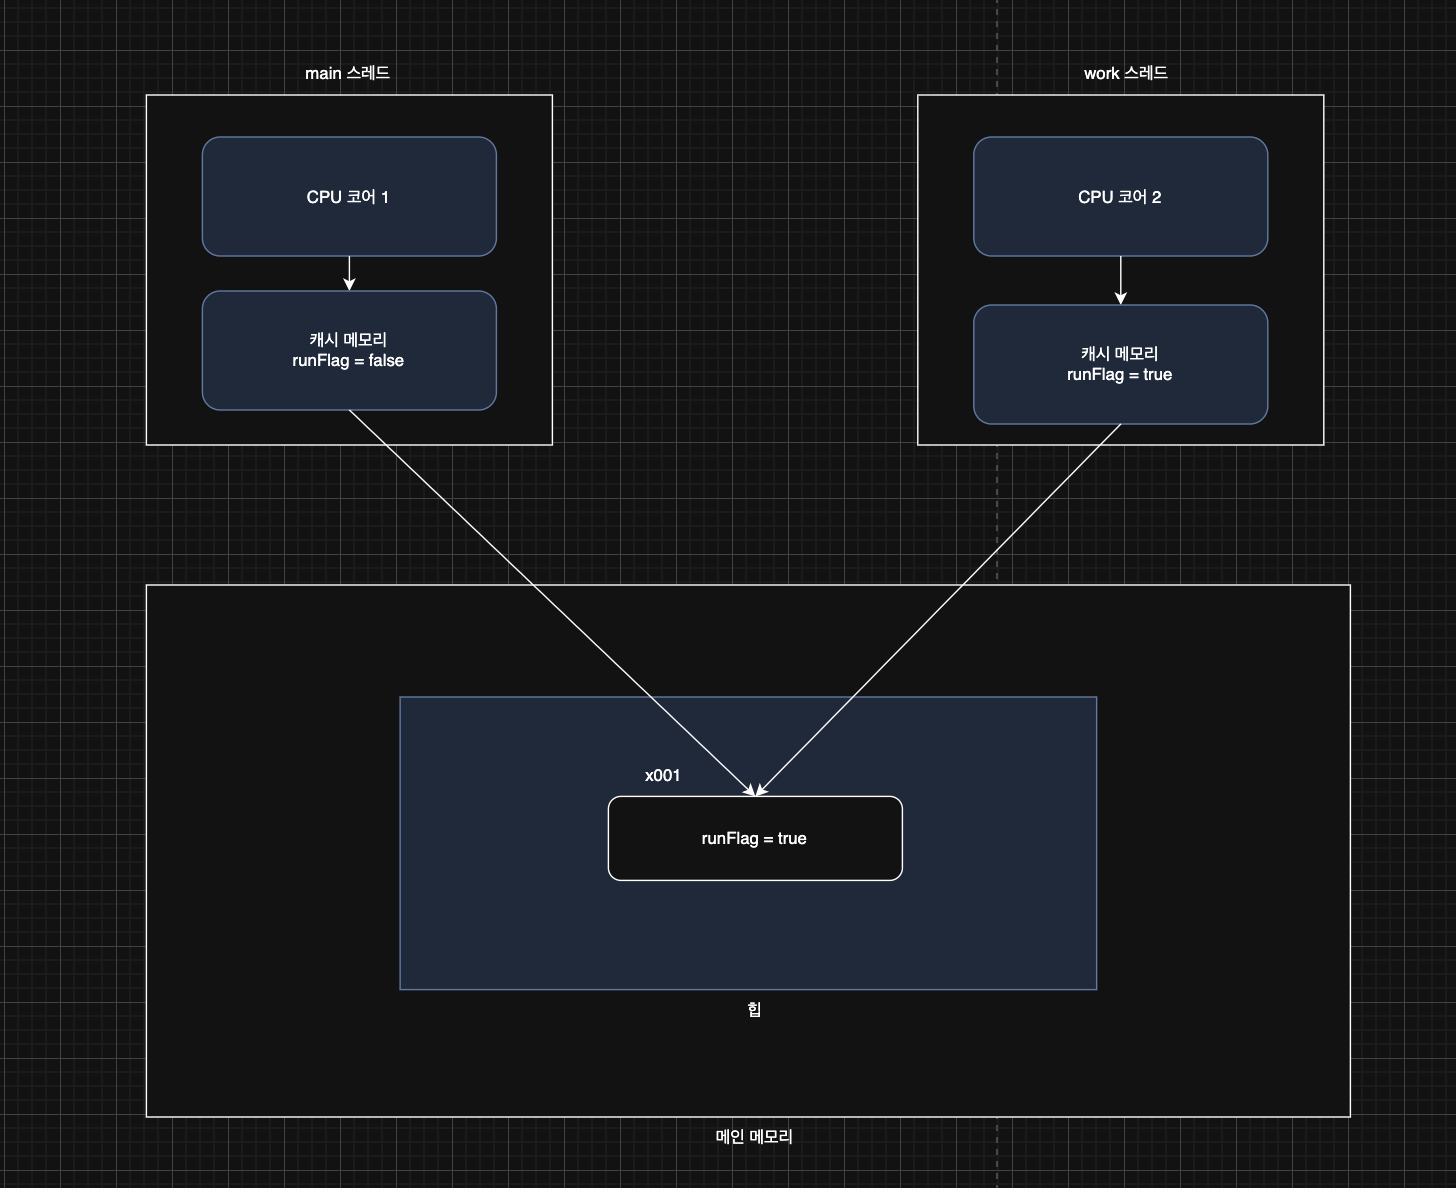 main 스레드
work 스레드
CPU 코어 1
CPU 코어 2
캐시 메모리
runFlag = false
캐시 메모리
runFlag = true
x001
runFlag = true
힙
메인 메모리